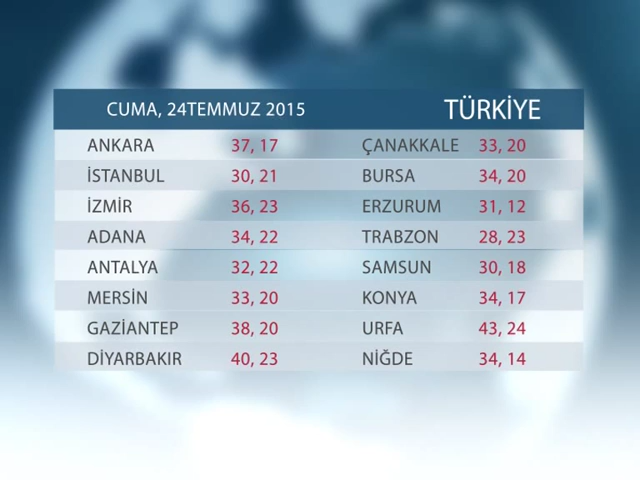 CUMA, 24TEMMUZ 2015 TÜRKİYE
ANKARA 37, 17 ÇANAKKALE 33, 20
İSTANBUL 30, 21 BURSA 34, 20
İZMİR 36, 23 ERZURUM 31, 12
ADANA 34, 22 TRABZON 28, 23
ANTALYA 32, 22 SAMSUN 30, 18
MERSİN 33, 20 KONYA 34, 17
GAZİANTEP 38, 20 URFA 43, 24
DİYARBAKIR 40, 23 NİĞDE 34, 14